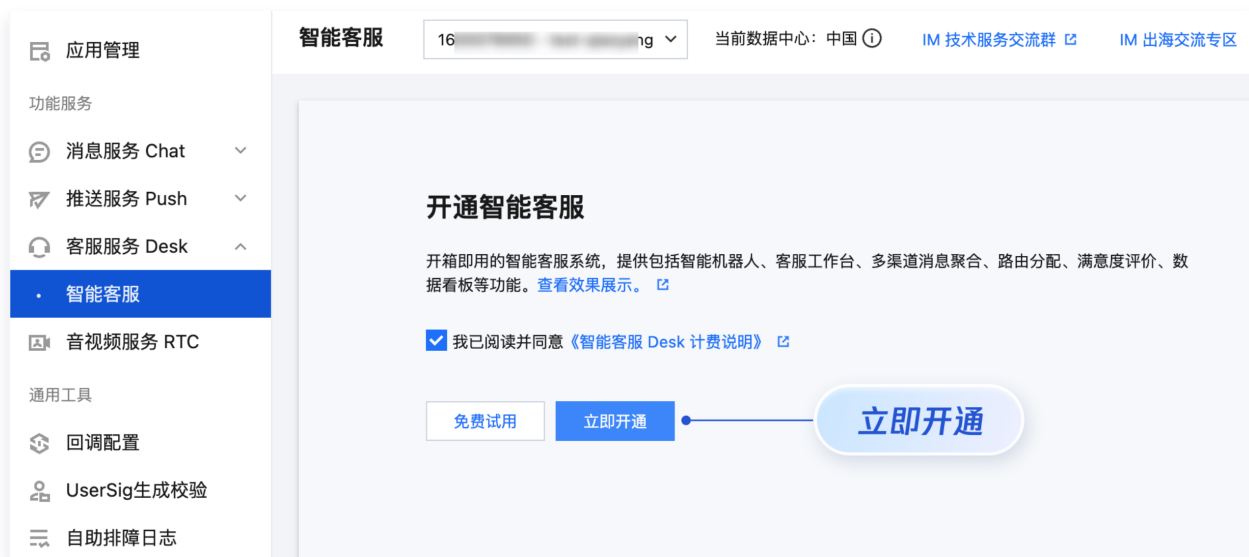 应用管理
功能服务
消息服务 Chat
推送服务 Push
客服服务 Desk
智能客服
音视频服务 RTC
通用工具
回调配置
UserSig生成校验
自助排障日志
智能客服
16 ng
当前数据中心：中国
IM 技术服务交流群
IM 出海交流专区
开通智能客服
开箱即用的智能客服系统，提供包括智能机器人、客服工作台、多渠道消息聚合、路由分配、满意度评价、数
据看板等功能。查看效果展示。
我已阅读并同意《智能客服 Desk 计费说明》
免费试用
立即开通
立即开通